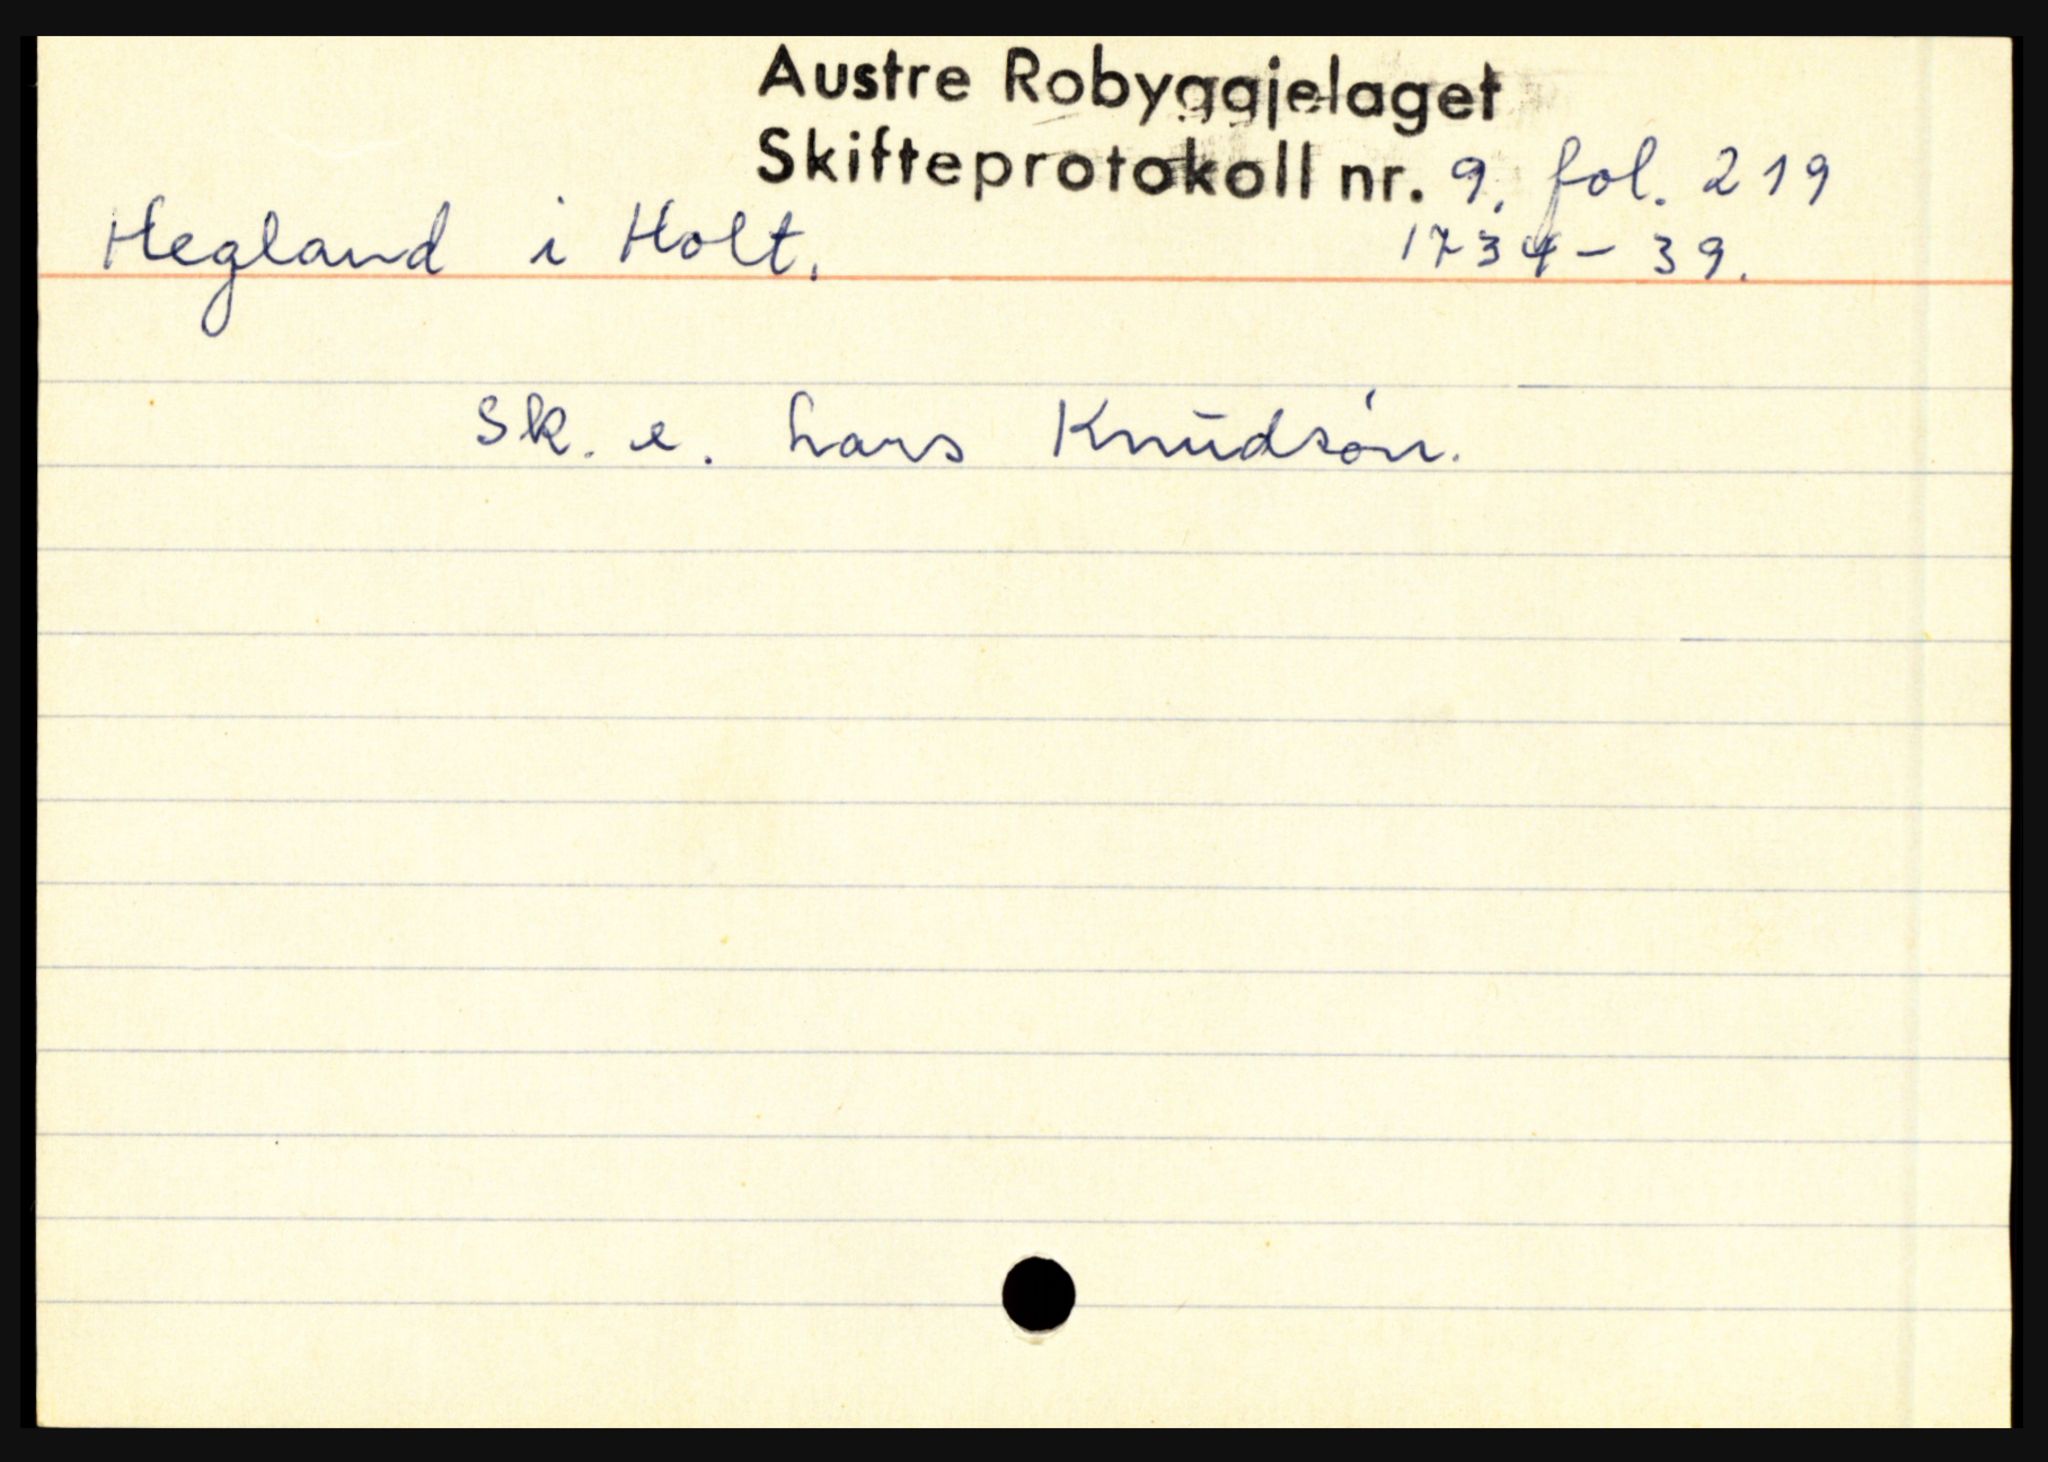 Austre Robyggjelaget
Skifteprotokoll nr. 9, fol. 219
Hegland i Holt. 1734-39.
Sk. e. Lars Knudsön.